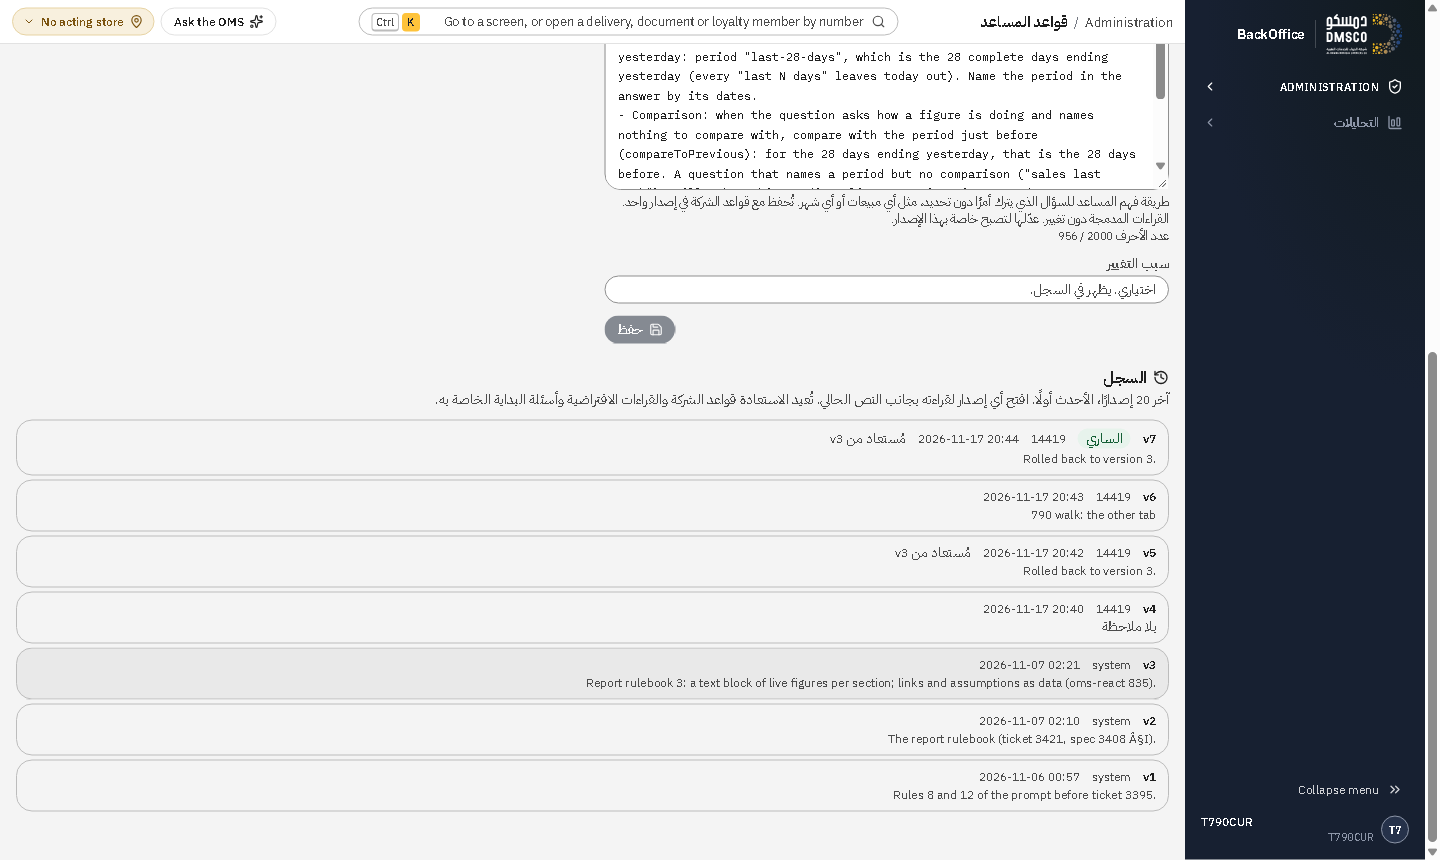 دمسكو
DMSCO
BackOffice
ADMINISTRATION
التحليلات
Collapse menu
T790CUR
T790CUR
T7
Administration / قواعد المساعد
Go to a screen, or open a delivery, document or loyalty member by number
Ctrl K
Ask the OMS
No acting store
yesterday: period "last-28-days", which is the 28 complete days ending
yesterday (every "last N days" leaves today out). Name the period in the
answer by its dates.
- Comparison: when the question asks how a figure is doing and names
nothing to compare with, compare with the period just before
(compareToPrevious): for the 28 days ending yesterday, that is the 28 days
before. A question that names a period but no comparison ("sales last
طريقة فهم المساعد للسؤال الذي يترك أمرًا دون تحديد، مثل أي مبيعات أو أي شهر. تُحفظ مع قواعد الشركة في إصدار واحد.
القراءات المدمجة دون تغيير. عدّلها لتصبح خاصة بهذا الإصدار.
عدد الأحرف 2000 / 956
سبب التغيير
اختياري. يظهر في السجل.
حفظ
السجل
آخر 20 إصدارًا، الأحدث أولًا. افتح أي إصدار لقراءته بجانب النص الحالي. تُعيد الاستعادة قواعد الشركة والقراءات الافتراضية وأسئلة البداية الخاصة به.
v7 الساري 14419 2026-11-17 20:44 مُستعاد من v3
Rolled back to version 3.
v6 14419 2026-11-17 20:43
790 walk: the other tab
v5 14419 2026-11-17 20:42 مُستعاد من v3
Rolled back to version 3.
v4 14419 2026-11-17 20:40
بلا ملاحظة
v3 system 2026-11-07 02:21
Report rulebook 3: a text block of live figures per section; links and assumptions as data (oms-react 835).
v2 system 2026-11-07 02:10
The report rulebook (ticket 3421, spec 3408 Â§I).
v1 system 2026-11-06 00:57
Rules 8 and 12 of the prompt before ticket 3395.